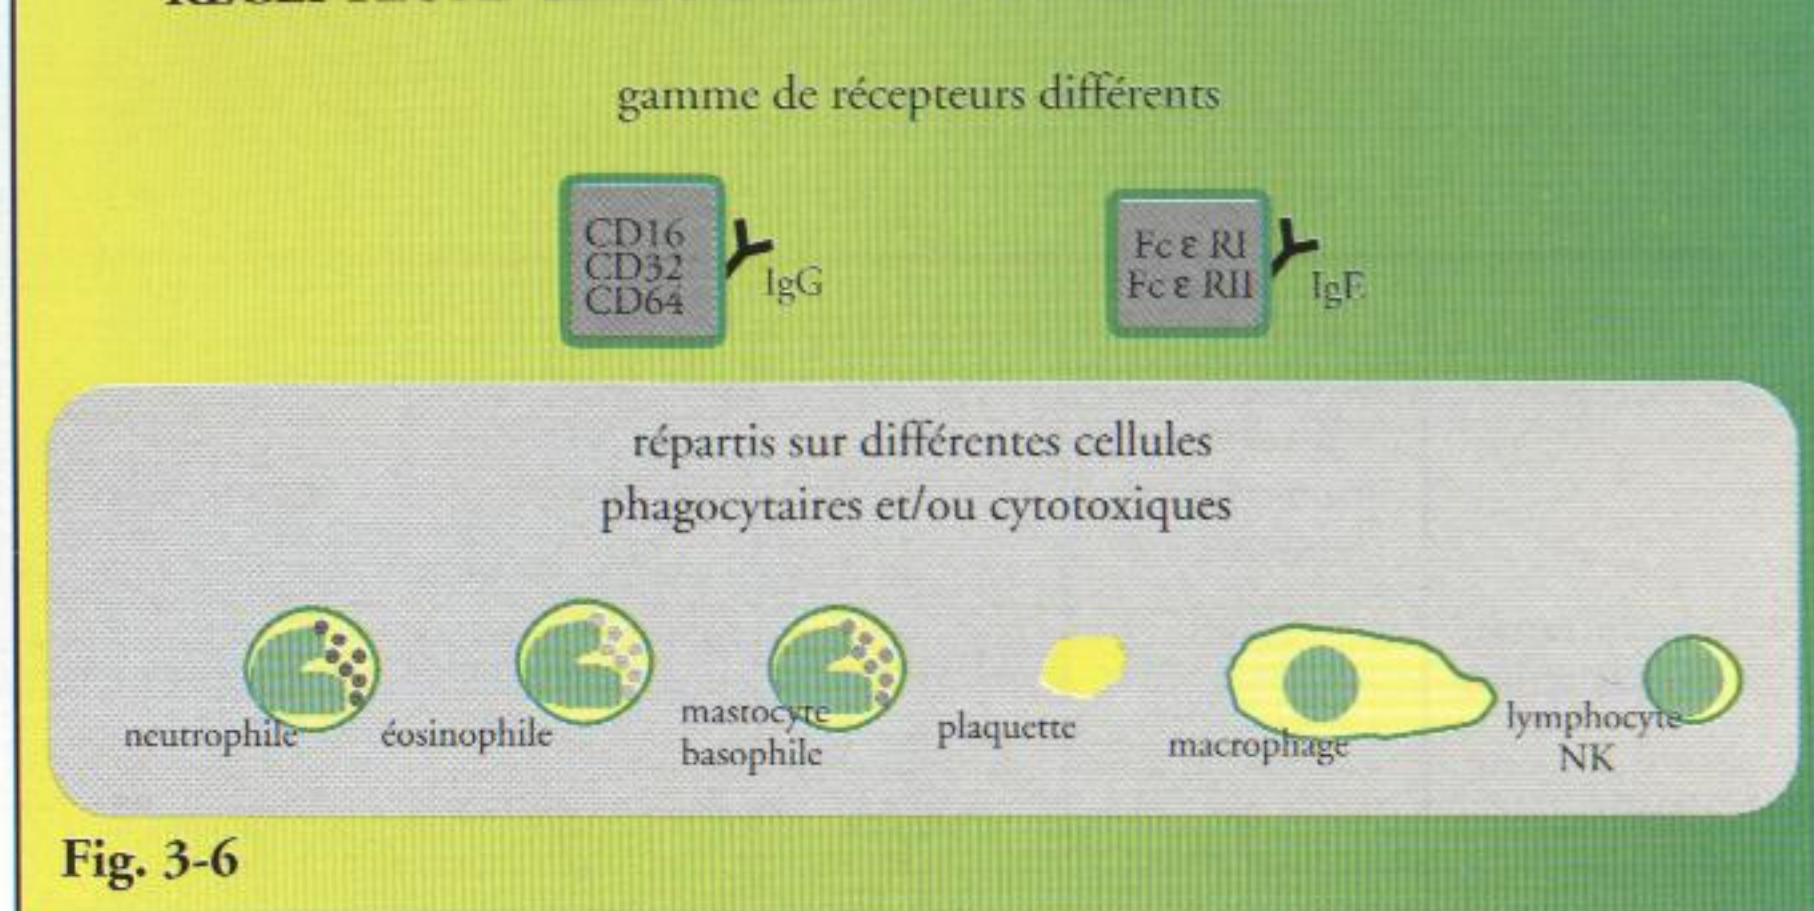 gamme de récepteurs différents
CD16
CD32
CD64
IgG
Fc ε RI
Fc ε RII
IgE
répartis sur différentes cellules
phagocytaires et/ou cytotoxiques
neutrophile
éosinophile
mastocyte
basophile
plaquette
macrophage
lymphocyte
NK
Fig. 3-6